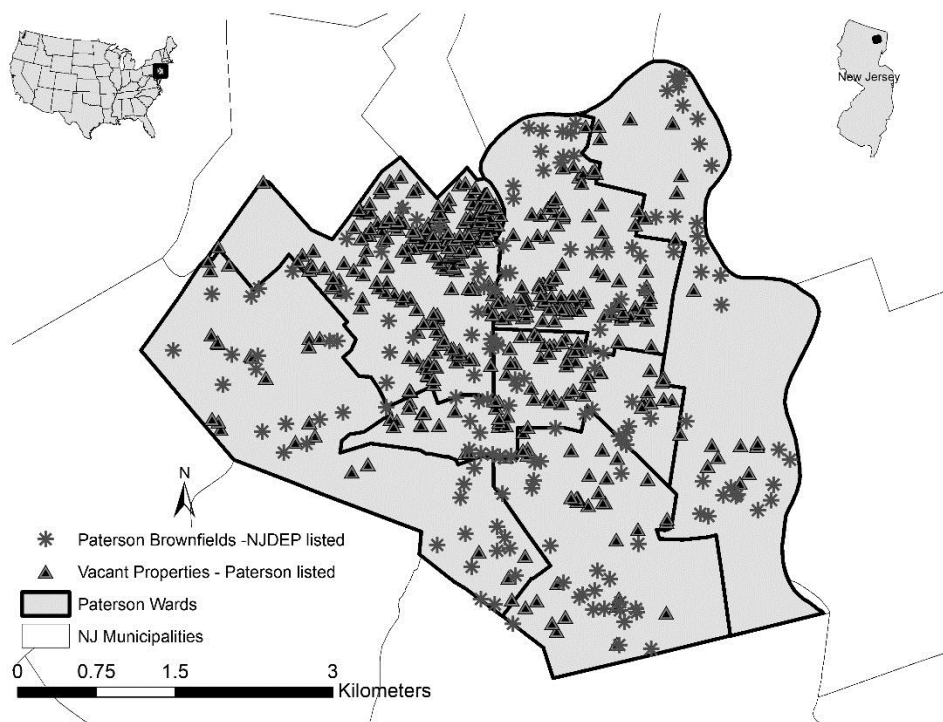 New Jersey
N
Paterson Brownfields -NJDEP listed
Vacant Properties - Paterson listed
Paterson Wards
NJ Municipalities
0 0.75 1.5 3
Kilometers